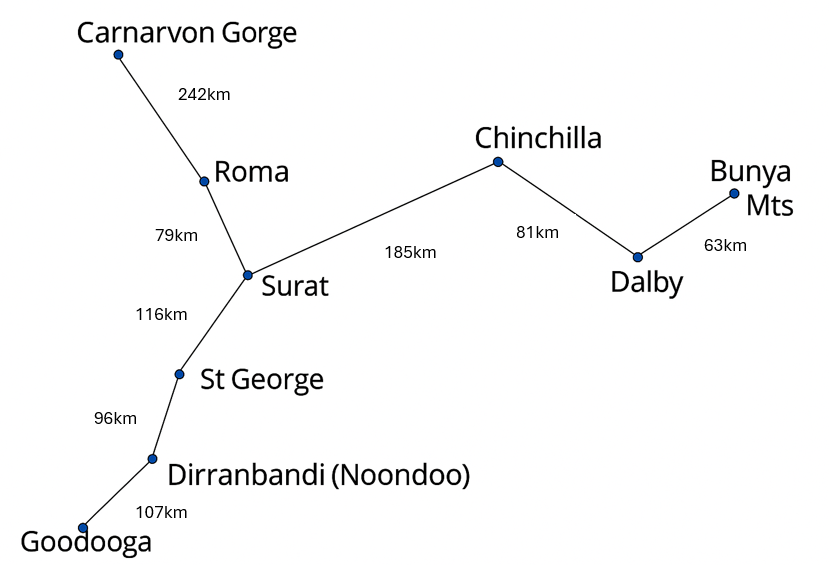 Carnarvon Gorge
242km
Chinchilla
Roma
Bunya
Mts
79km
81km
63km
185km
Surat
Dalby
116km
St George
96km
Dirranbandi (Noondoo)
107km
Goodooga